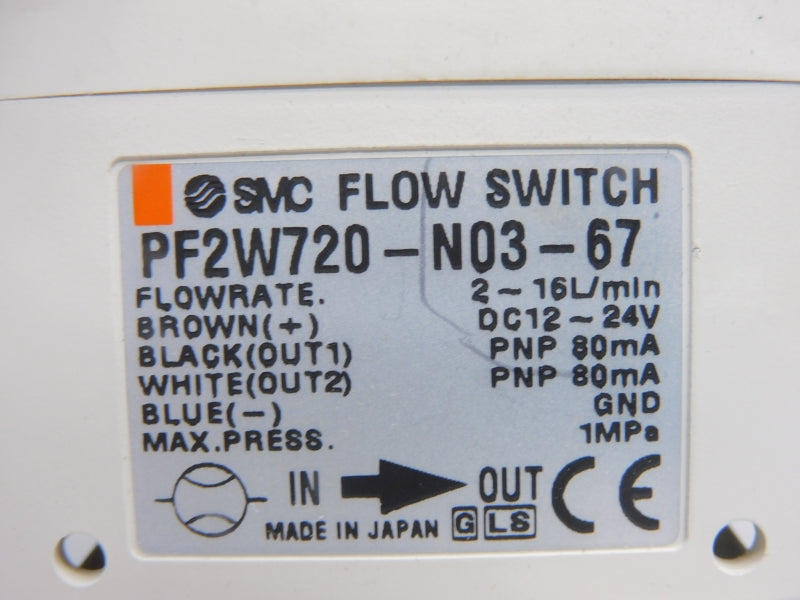 SMC FLOW SWITCH
PF2W720-N03-67
FLOWRATE. 2~16L/min
BROWN(+) DC12~24V
BLACK(OUT1) PNP 80mA
WHITE(OUT2) PNP 80mA
BLUE(-) GND
MAX.PRESS. 1MPa
IN OUT CE
MADE IN JAPAN G LS